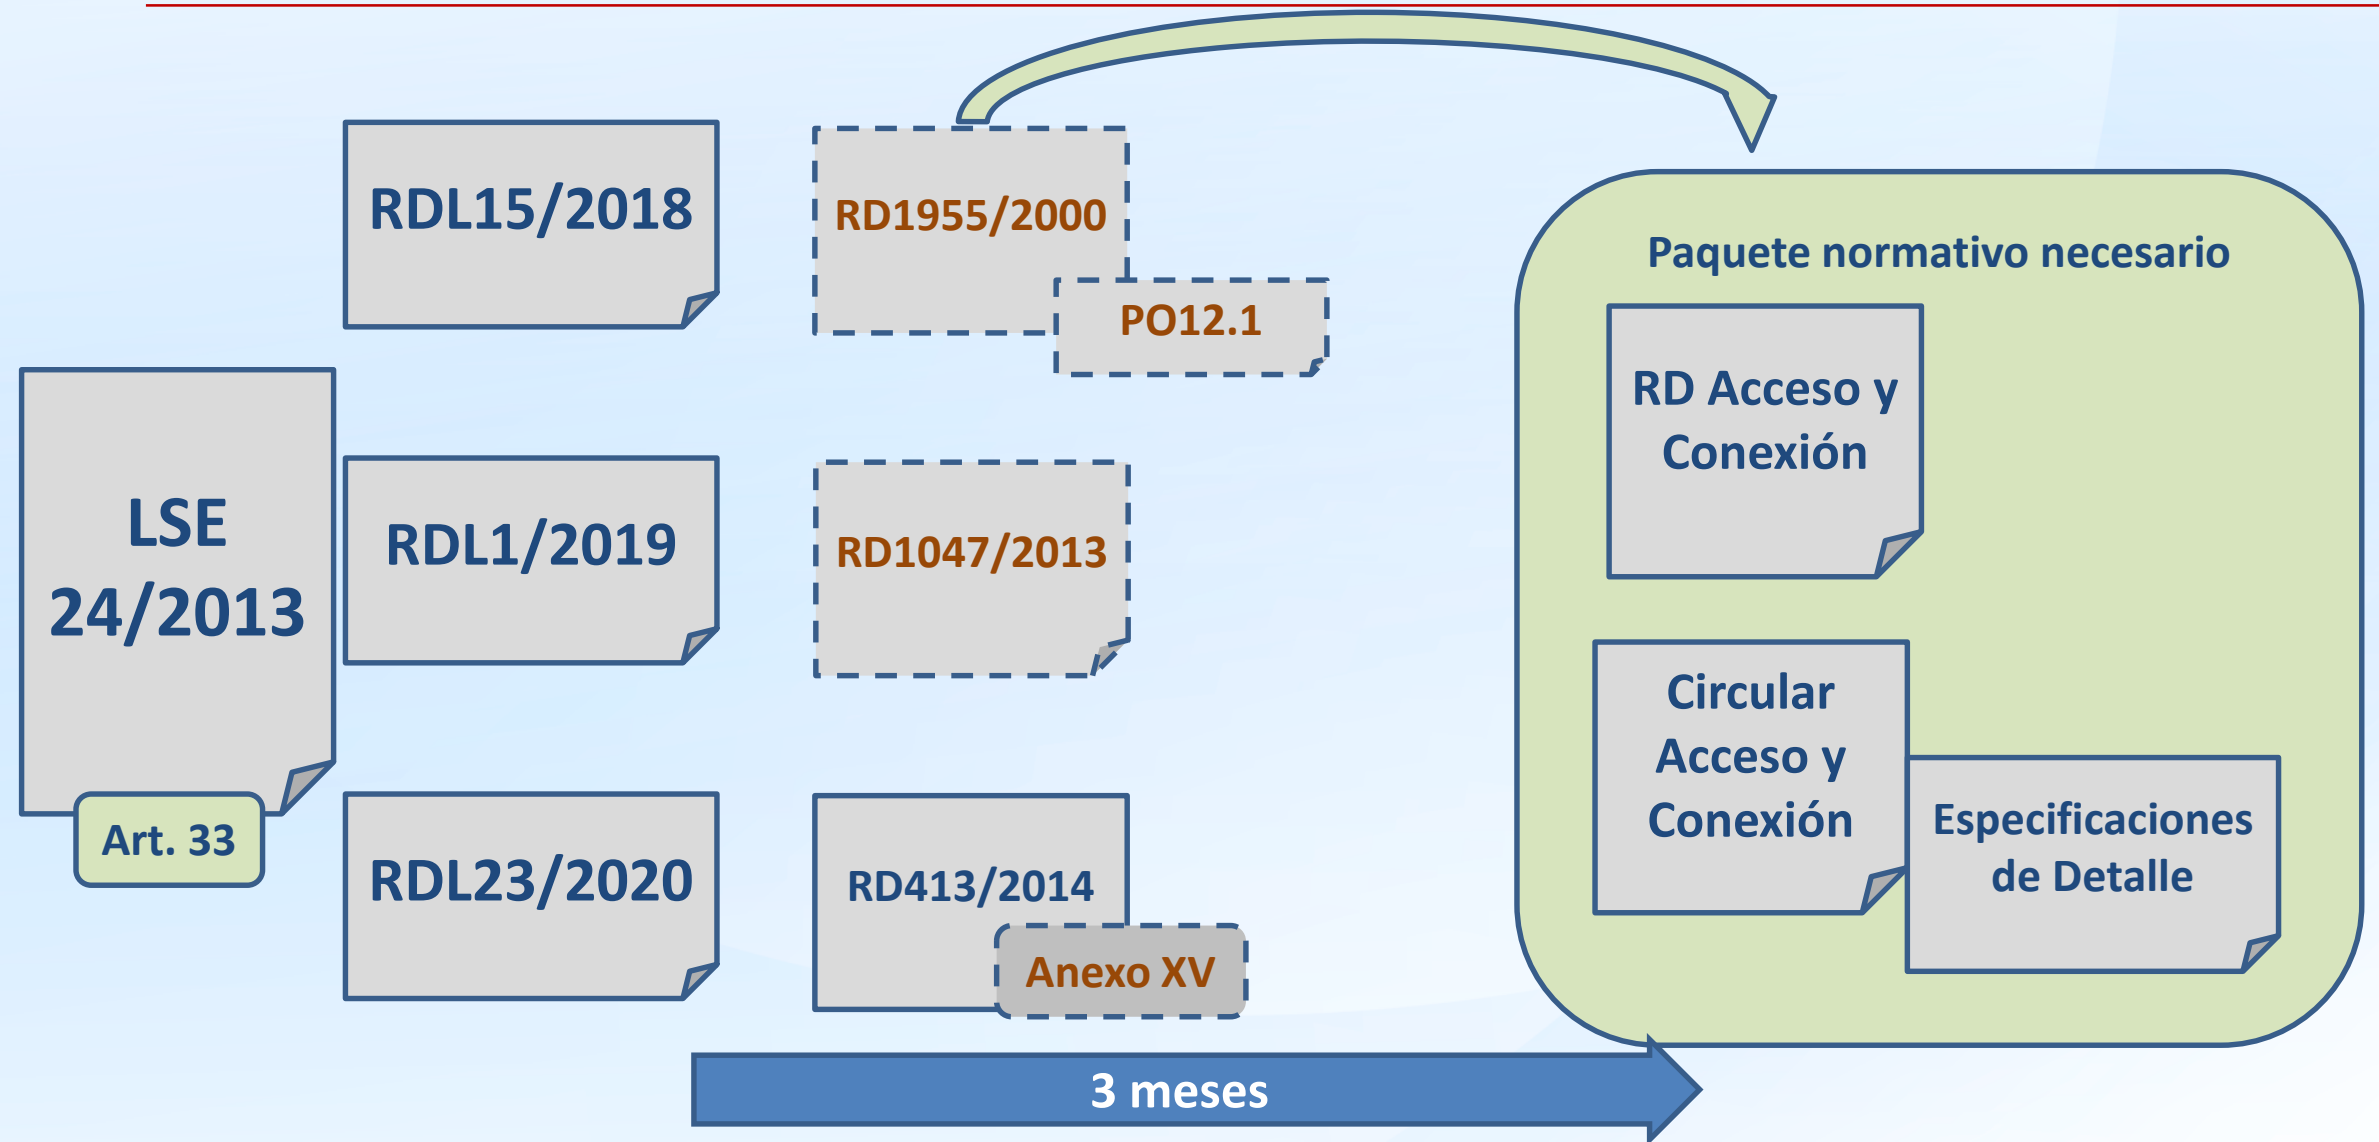 LSE
24/2013
Art. 33
RDL15/2018
RDL1/2019
RDL23/2020
RD1955/2000
PO12.1
RD1047/2013
RD413/2014
Anexo XV
3 meses
Paquete normativo necesario
RD Acceso y
Conexión
Circular
Acceso y
Conexión
Especificaciones
de Detalle